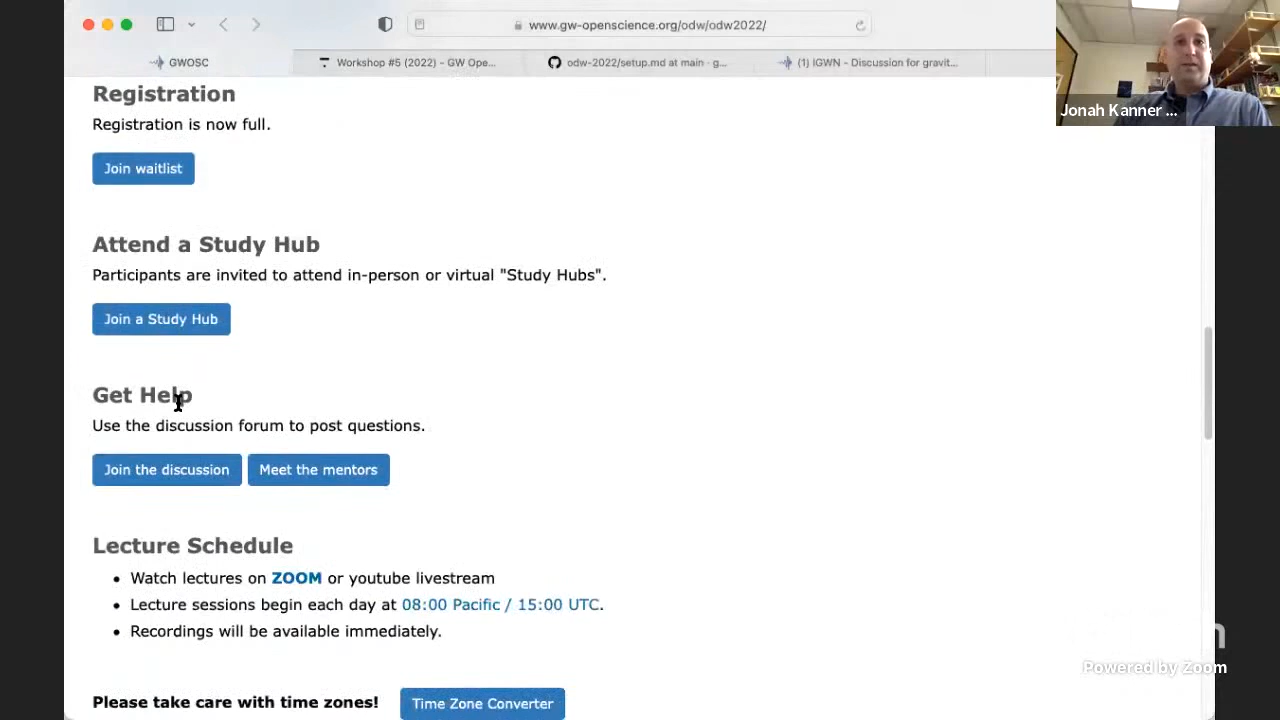 www.gw-openscience.org/odw/odw2022/
GWOSC
Workshop #5 (2022) – GW Ope...
odw-2022/setup.md at main · g...
(1) IGWN - Discussion for gravit...
Jonah Kanner ...
Registration
Registration is now full.
Join waitlist
Attend a Study Hub
Participants are invited to attend in-person or virtual "Study Hubs".
Join a Study Hub
Get Help
Use the discussion forum to post questions.
Join the discussion
Meet the mentors
Lecture Schedule
• Watch lectures on ZOOM or youtube livestream
• Lecture sessions begin each day at 08:00 Pacific / 15:00 UTC.
• Recordings will be available immediately.
Powered by Zoom
Please take care with time zones!
Time Zone Converter